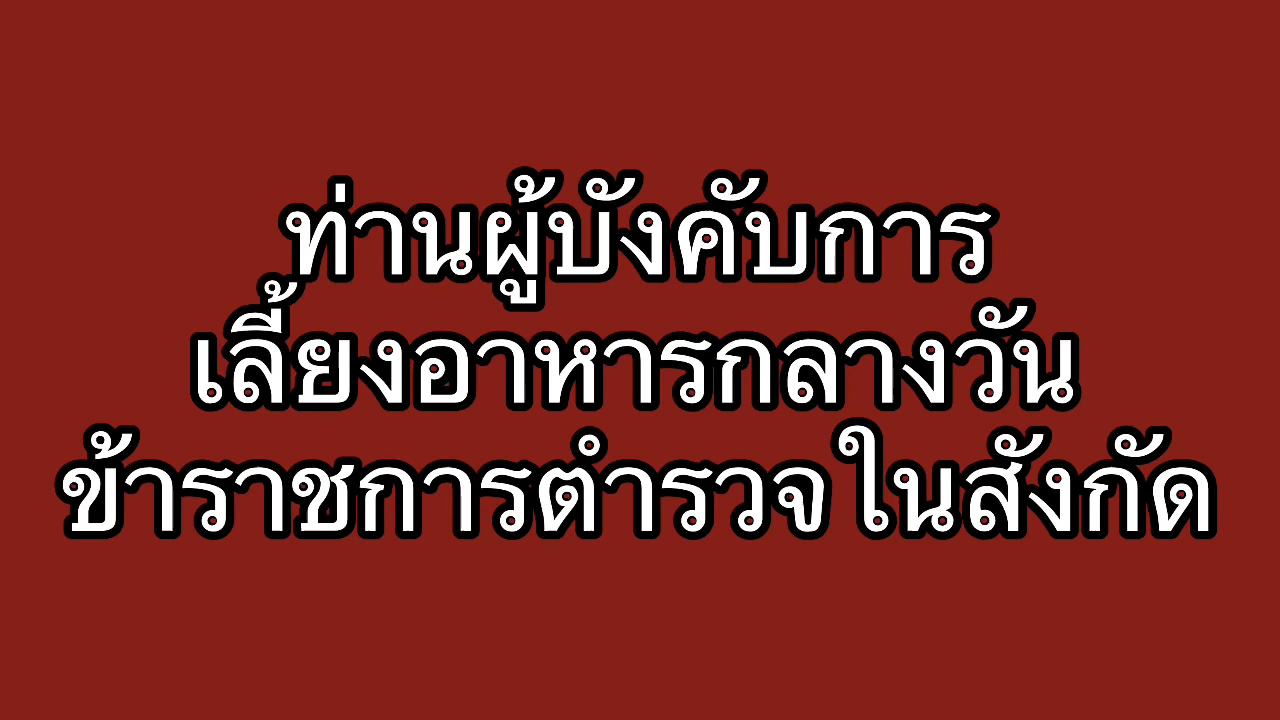 ท่านผู้บังคับการ
เลี้ยงอาหารกลางวัน
ข้าราชการตำรวจในสังกัด